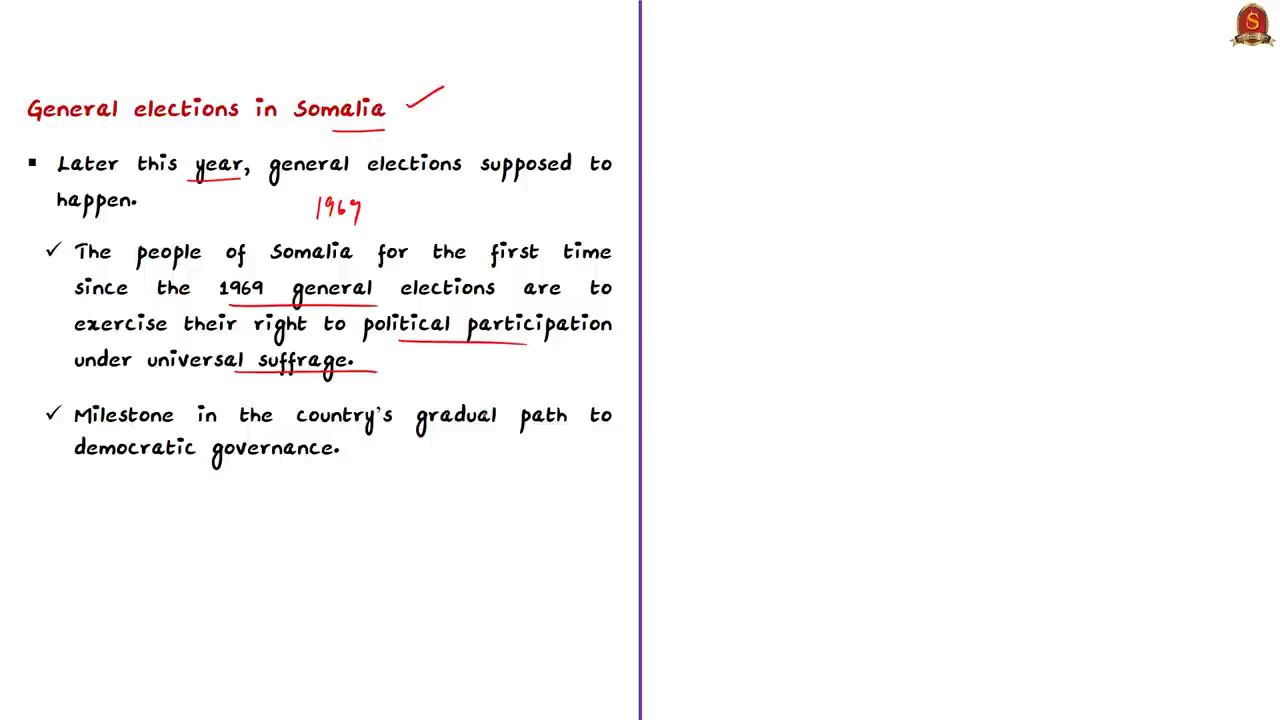 General elections in Somalia
Later this year, general elections supposed to
happen.
1969
The people of Somalia for the first time
since the 1969 general elections are to
exercise their right to political participation
under universal suffrage.
Milestone in the country's gradual path to
democratic governance.
S